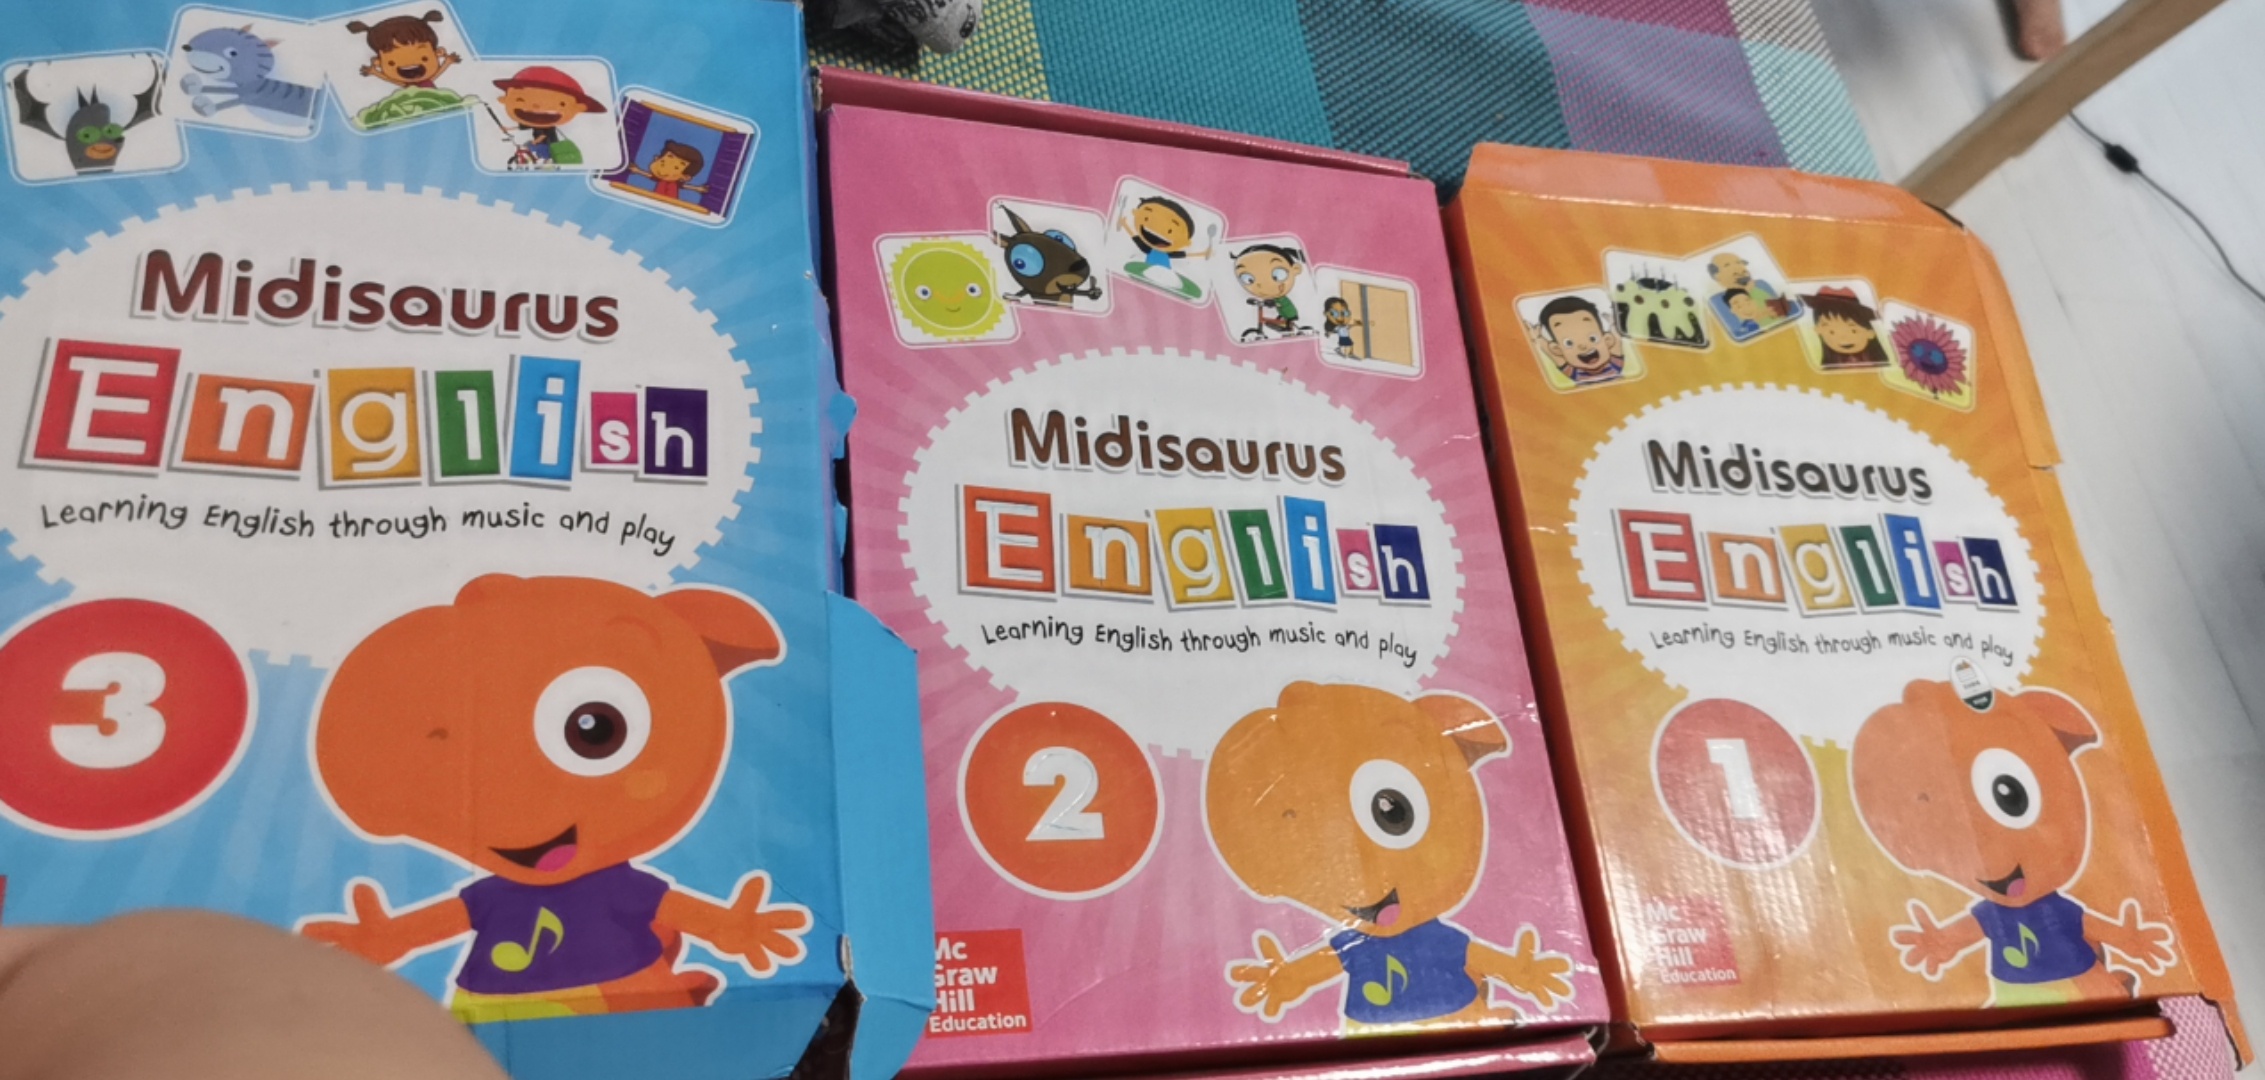 Midisaurus
English
Learning English through music and play
3
Midisaurus
English
Learning English through music and play
2
Mc
Graw
Hill
Education
Midisaurus
English
Learning English through music and play
1
Mc
Graw
Hill
Education